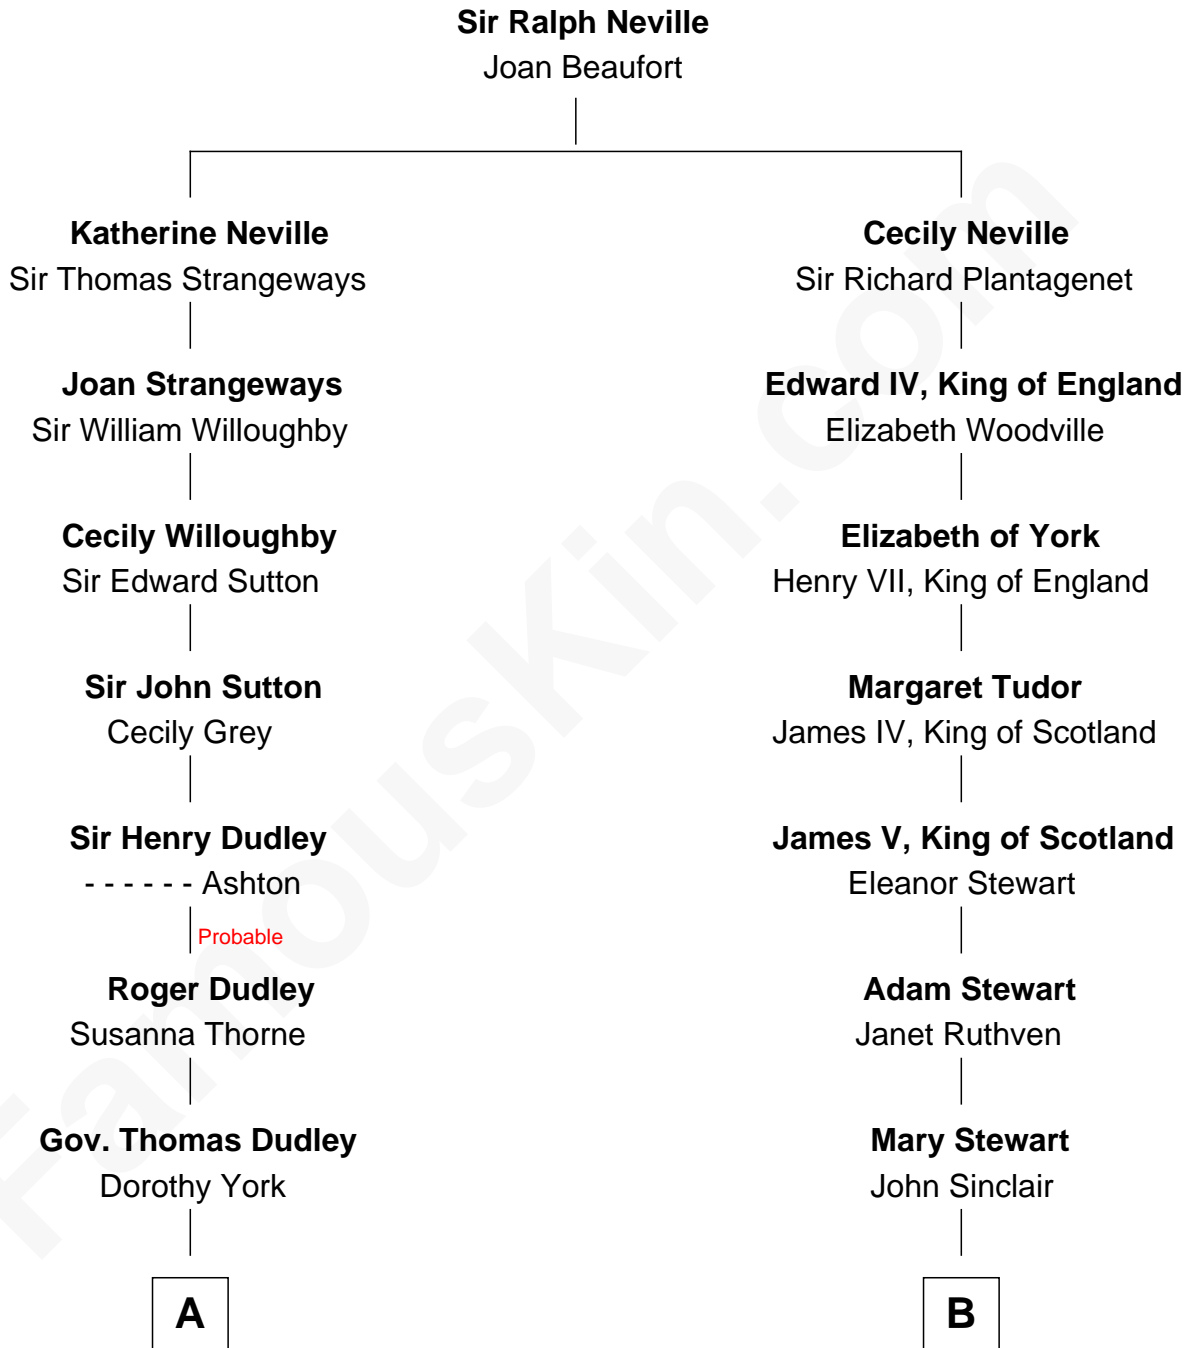 Sir Ralph Neville
Joan Beaufort
Katherine Neville
Sir Thomas Strangeways
Cecily Neville
Sir Richard Plantagenet
Joan Strangeways
Sir William Willoughby
Edward IV, King of England
Elizabeth Woodville
Cecily Willoughby
Sir Edward Sutton
Elizabeth of York
Henry VII, King of England
Sir John Sutton
Cecily Grey
Margaret Tudor
James IV, King of Scotland
Sir Henry Dudley
- - - - - - Ashton
James V, King of Scotland
Eleanor Stewart
Probable
Roger Dudley
Susanna Thorne
Adam Stewart
Janet Ruthven
Gov. Thomas Dudley
Dorothy York
Mary Stewart
John Sinclair
A
B
FamousKin.com